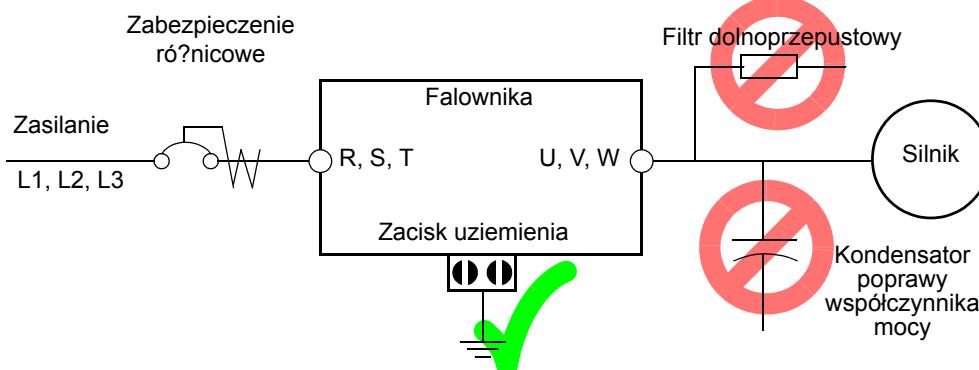 Zabezpieczenie
ró?nicowe
Filtr dolnoprzepustowy
Falownika
Zasilanie
L1, L2, L3
R, S, T
U, V, W
Silnik
Zacisk uziemienia
Kondensator
poprawy
współczynnika
mocy